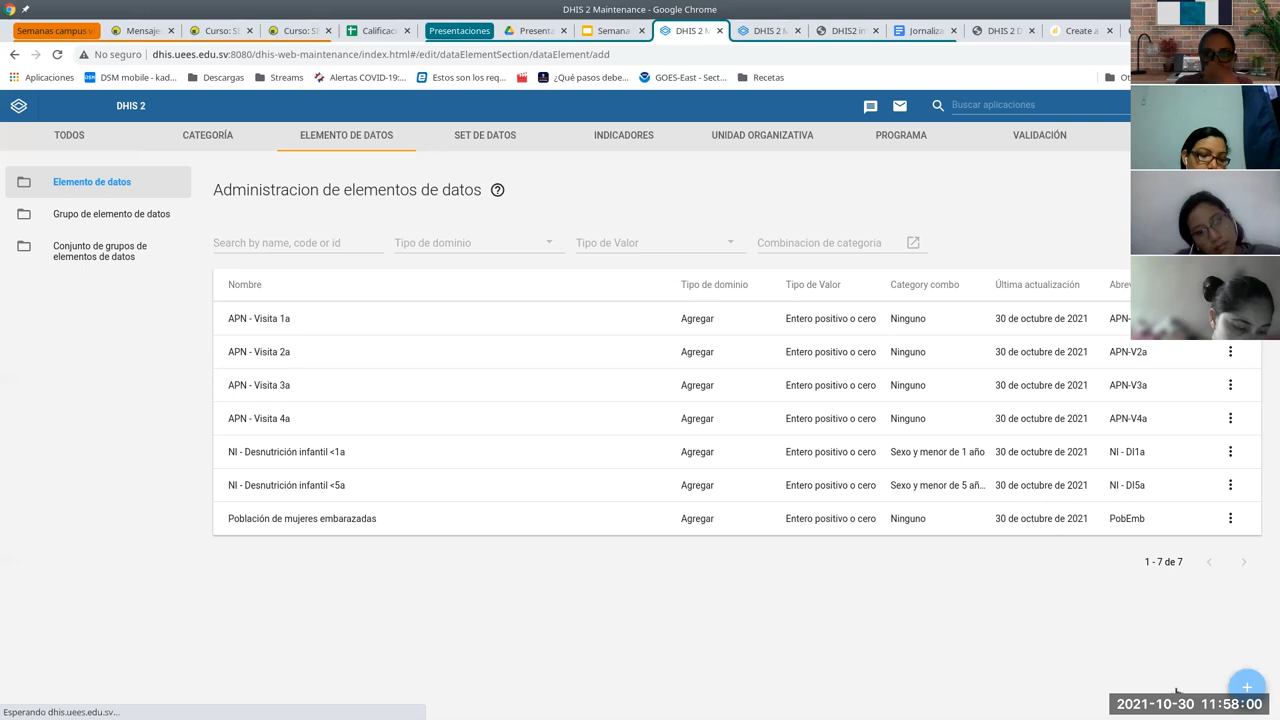 DHIS 2 Maintenance - Google Chrome
Semanas campus v
Mensaje
Curso: S
Curso: S
Calificac
Presentaciones
Present
Semana
DHIS 2 M
DHIS 2 M
DHIS2 in
Jornaliz
DHIS 2 D
Create a
No seguro
dhis.uees.edu.sv:8080/dhis-web-maintenance/index.html#/edit/dataElementSection/dataElement/add
Aplicaciones
DSM mobile - kad...
Descargas
Streams
Alertas COVID-19:...
Estos son los req...
¿Qué pasos debe...
GOES-East - Sect...
Recetas
Ot
DHIS 2
Buscar aplicaciones
TODOS
CATEGORÍA
ELEMENTO DE DATOS
SET DE DATOS
INDICADORES
UNIDAD ORGANIZATIVA
PROGRAMA
VALIDACIÓN
Elemento de datos
Grupo de elemento de datos
Conjunto de grupos de
elementos de datos
Administracion de elementos de datos
Search by name, code or id
Tipo de dominio
Tipo de Valor
Combinacion de categoria
Nombre Tipo de dominio Tipo de Valor Category combo Última actualización Abrev
APN - Visita 1a Agregar Entero positivo o cero Ninguno 30 de octubre de 2021 APN-
APN - Visita 2a Agregar Entero positivo o cero Ninguno 30 de octubre de 2021 APN-V2a
APN - Visita 3a Agregar Entero positivo o cero Ninguno 30 de octubre de 2021 APN-V3a
APN - Visita 4a Agregar Entero positivo o cero Ninguno 30 de octubre de 2021 APN-V4a
NI - Desnutrición infantil <1a Agregar Entero positivo o cero Sexo y menor de 1 año 30 de octubre de 2021 NI - DI1a
NI - Desnutrición infantil <5a Agregar Entero positivo o cero Sexo y menor de 5 añ... 30 de octubre de 2021 NI - DI5a
Población de mujeres embarazadas Agregar Entero positivo o cero Ninguno 30 de octubre de 2021 PobEmb
1 - 7 de 7
Esperando dhis.uees.edu.sv...
2021-10-30 11:58:00